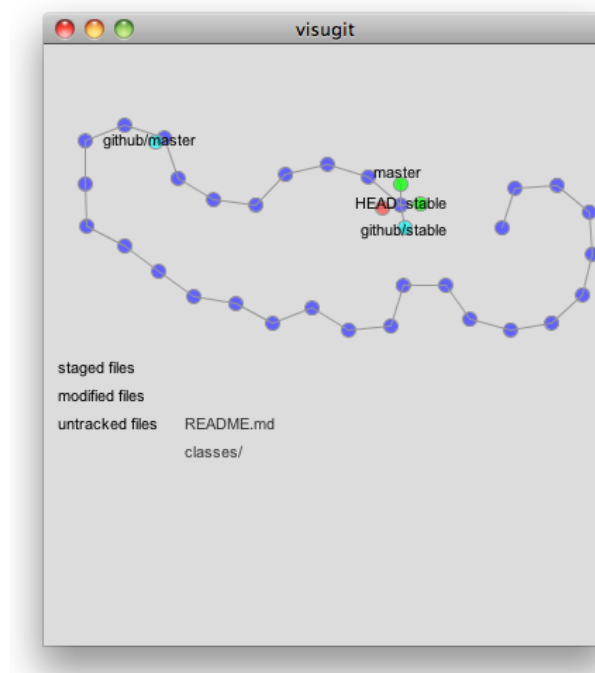 visugit
github/master
master
HEAD stable
github/stable
staged files
modified files
untracked files README.md
classes/